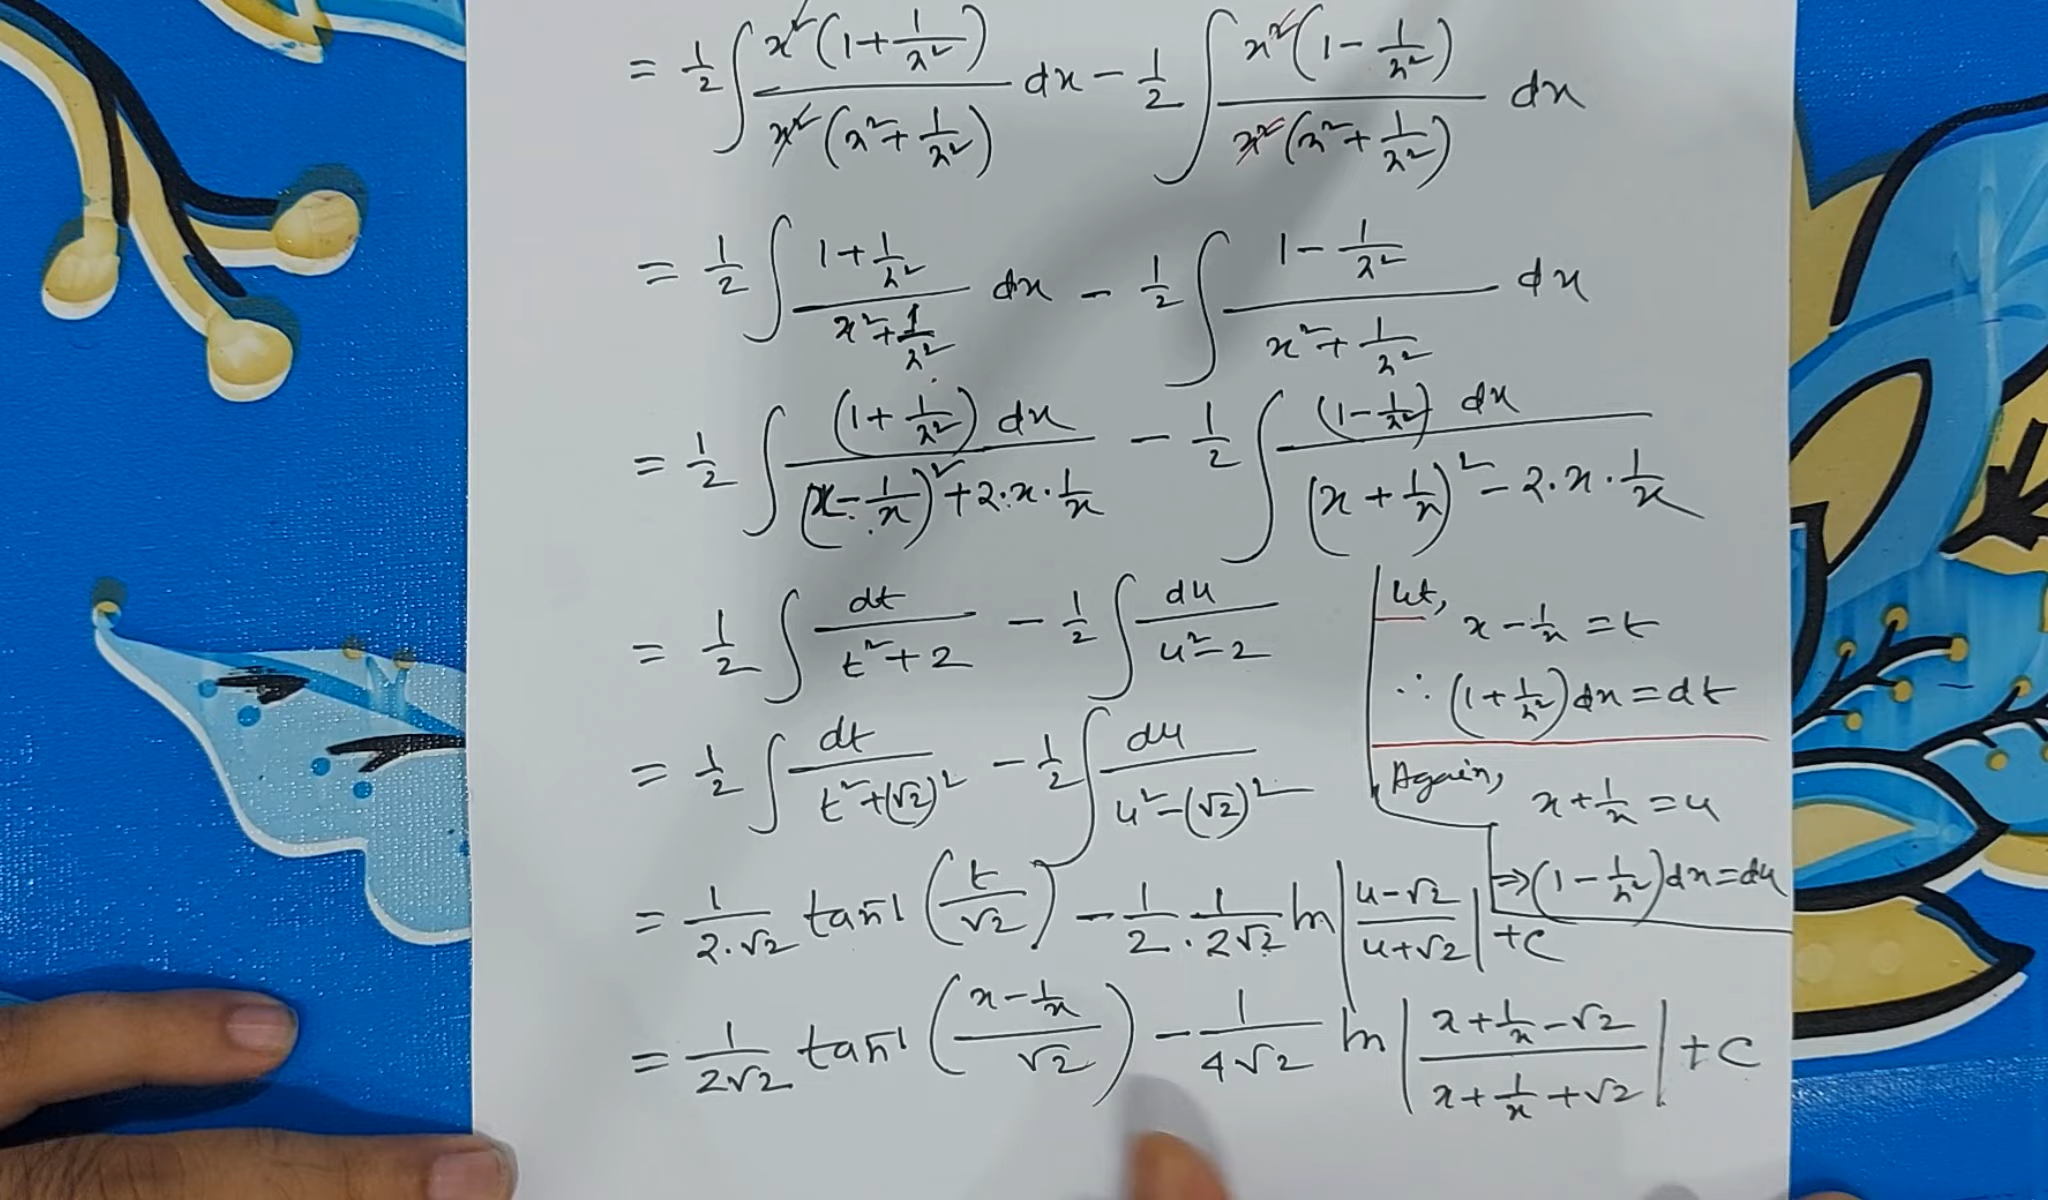 = 1/2 ∫ x²(1+1/x²) / x²(x²+1/x²) dx − 1/2 ∫ x²(1−1/x²) / x²(x²+1/x²) dx
= 1/2 ∫ (1+1/x²) / (x²+1/x²) dx − 1/2 ∫ (1−1/x²) / (x²+1/x²) dx
= 1/2 ∫ (1+1/x²) dx / ((x−1/x)²+2·x·1/x) − 1/2 ∫ (1−1/x²) dx / ((x+1/x)²−2·x·1/x)
= 1/2 ∫ dt / (t²+2) − 1/2 ∫ du / (u²−2)
= 1/2 ∫ dt / (t²+(√2)²) − 1/2 ∫ du / (u²−(√2)²)
= 1/(2·√2) tan⁻¹ (t/√2) − 1/2 · 1/(2√2) ln |(u−√2)/(u+√2)| + c
= 1/(2√2) tan⁻¹ ((x−1/x)/√2) − 1/(4√2) ln |(x+1/x−√2)/(x+1/x+√2)| + c
let,
x−1/x = t
∴ (1+1/x²)dx = dt
Again,
x+1/x = u
⇒ (1−1/x²)dx = du